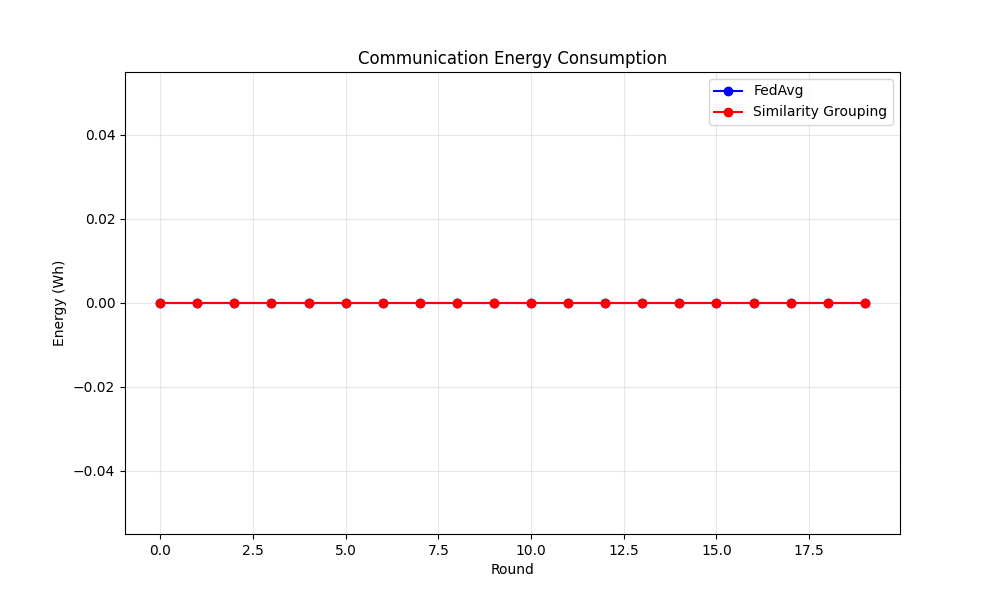 Communication Energy Consumption
FedAvg
Similarity Grouping
Energy (Wh)
0.04
0.02
0.00
−0.02
−0.04
0.0 2.5 5.0 7.5 10.0 12.5 15.0 17.5
Round